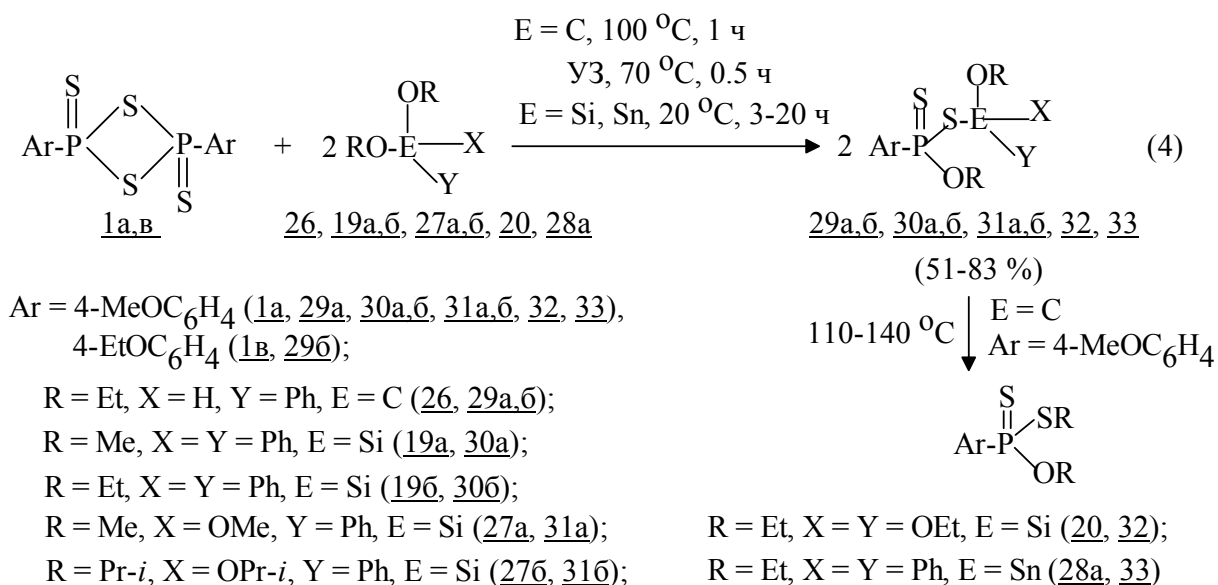 E = C, 100 °C, 1 ч
УЗ, 70 °C, 0.5 ч
E = Si, Sn, 20 °C, 3-20 ч
S
S
Ar-P
P-Ar
S
S
+ 2 RO-E
OR
X
Y
2 Ar-P
S
S-E
OR
X
Y
OR
(4)
1а,в
26, 19а,б, 27а,б, 20, 28а
29а,б, 30а,б, 31а,б, 32, 33
(51-83 %)
Ar = 4-MeOC6H4 (1а, 29а, 30а,б, 31а,б, 32, 33),
4-EtOC6H4 (1в, 29б);
110-140 °C
E = C
Ar = 4-MeOC6H4
R = Et, X = H, Y = Ph, E = C (26, 29а,б);
R = Me, X = Y = Ph, E = Si (19а, 30а);
R = Et, X = Y = Ph, E = Si (19б, 30б);
R = Me, X = OMe, Y = Ph, E = Si (27а, 31а);
R = Pr-i, X = OPr-i, Y = Ph, E = Si (27б, 31б);
S
SR
Ar-P
OR
R = Et, X = Y = OEt, E = Si (20, 32);
R = Et, X = Y = Ph, E = Sn (28а, 33)